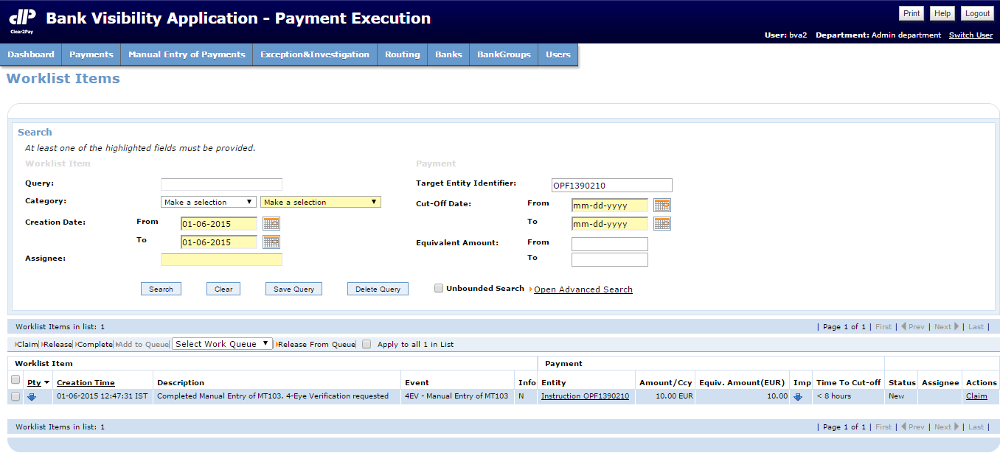 Clear2Pay
Bank Visibility Application - Payment Execution
Print Help Logout
User: bva2 Department: Admin department Switch User
Dashboard Payments Manual Entry of Payments Exception&Investigation Routing Banks BankGroups Users
Worklist Items
Search
At least one of the highlighted fields must be provided.
Worklist Item Payment
Query: Target Entity Identifier: OPF1390210
Category: Make a selection Make a selection Cut-Off Date: From mm-dd-yyyy
Creation Date: From 01-06-2015 To mm-dd-yyyy
To 01-06-2015 Equivalent Amount: From
Assignee: To
Search Clear Save Query Delete Query Unbounded Search Open Advanced Search
Worklist Items in list: 1 | Page 1 of 1 | First | Prev | Next | Last |
Claim| Release| Complete| Add to Queue| Select Work Queue Release From Queue| Apply to all 1 in List
Worklist Item Payment
Pty Creation Time Description Event Info Entity Amount/Ccy Equiv. Amount(EUR) Imp Time To Cut-off Status Assignee Actions
01-06-2015 12:47:31 IST Completed Manual Entry of MT103. 4-Eye Verification requested 4EV - Manual Entry of MT103 N Instruction OPF1390210 10.00 EUR 10.00 < 8 hours New Claim
Worklist Items in list: 1 | Page 1 of 1 | First | Prev | Next | Last |